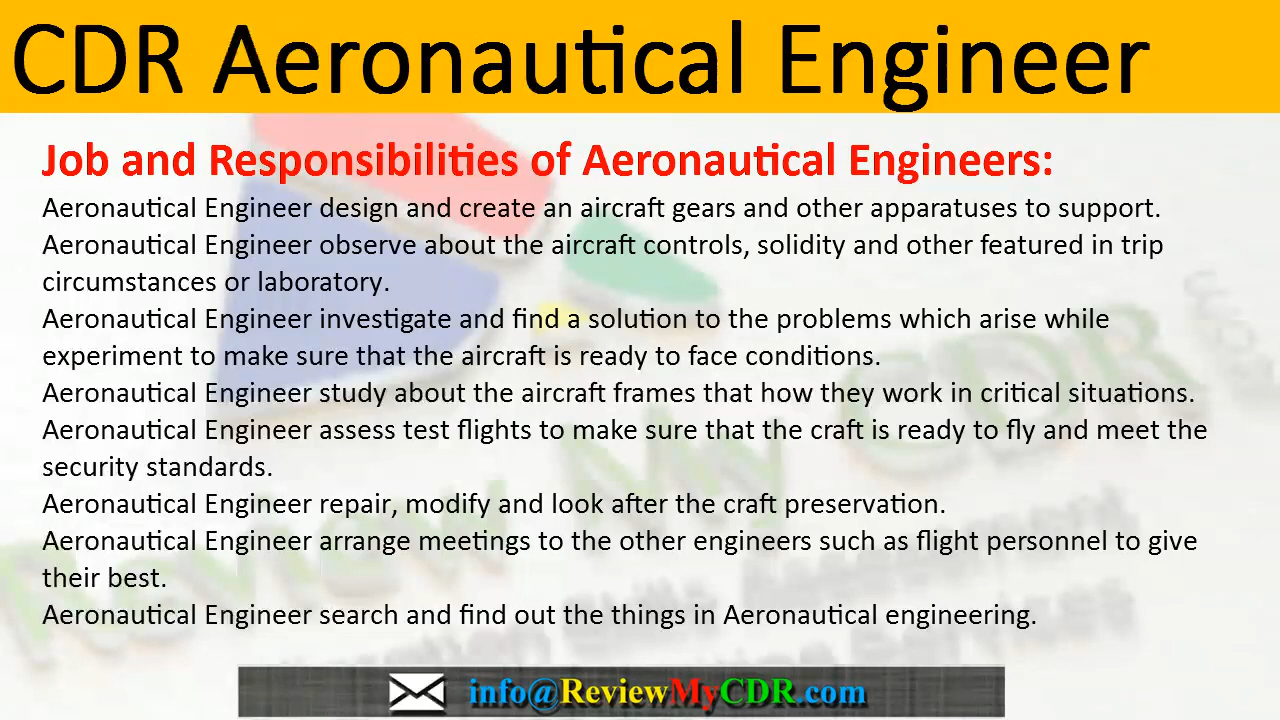 CDR Aeronautical Engineer
Job and Responsibilities of Aeronautical Engineers:
Aeronautical Engineer design and create an aircraft gears and other apparatuses to support.
Aeronautical Engineer observe about the aircraft controls, solidity and other featured in trip
circumstances or laboratory.
Aeronautical Engineer investigate and find a solution to the problems which arise while
experiment to make sure that the aircraft is ready to face conditions.
Aeronautical Engineer study about the aircraft frames that how they work in critical situations.
Aeronautical Engineer assess test flights to make sure that the craft is ready to fly and meet the
security standards.
Aeronautical Engineer repair, modify and look after the craft preservation.
Aeronautical Engineer arrange meetings to the other engineers such as flight personnel to give
their best.
Aeronautical Engineer search and find out the things in Aeronautical engineering.
Review My CDR
.com
info@ReviewMyCDR.com